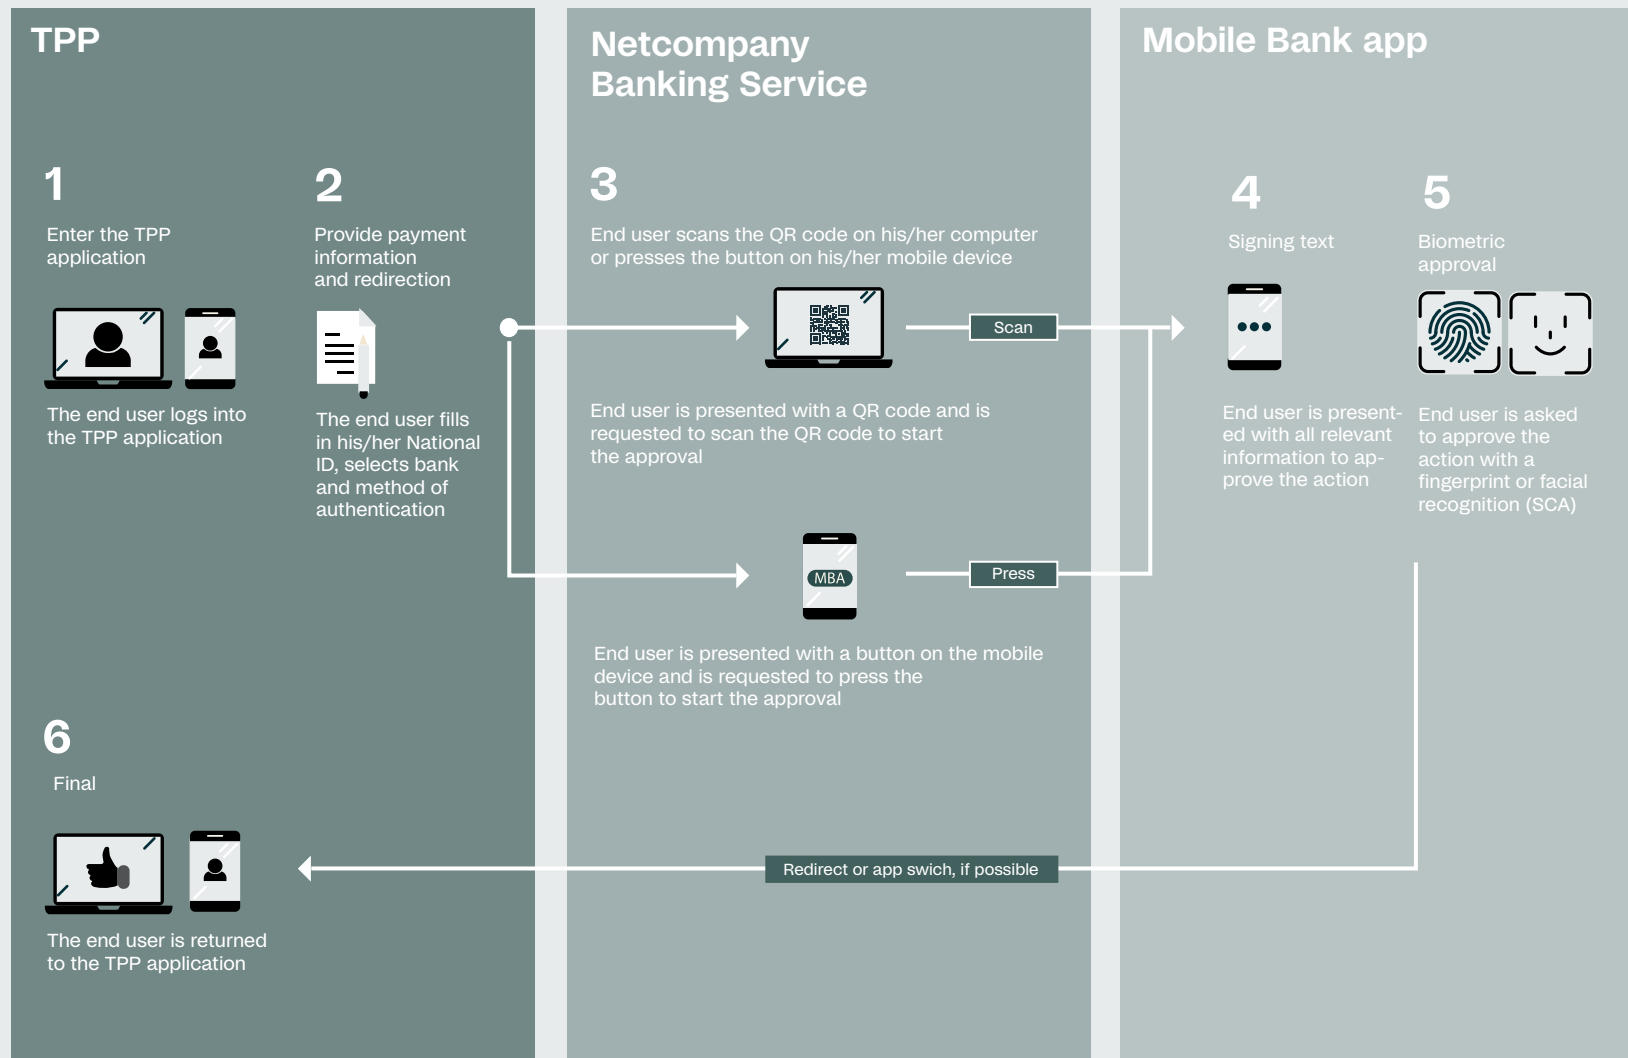 TPP
Netcompany
Banking Service
Mobile Bank app
1
Enter the TPP
application
The end user logs into
the TPP application
2
Provide payment
information
and redirection
The end user fills
in his/her National
ID, selects bank
and method of
authentication
3
End user scans the QR code on his/her computer
or presses the button on his/her mobile device
Scan
End user is presented with a QR code and is
requested to scan the QR code to start
the approval
MBA
Press
End user is presented with a button on the mobile
device and is requested to press the
button to start the approval
4
Signing text
End user is present-
ed with all relevant
information to ap-
prove the action
5
Biometric
approval
End user is asked
to approve the
action with a
fingerprint or facial
recognition (SCA)
Redirect or app swich, if possible
6
Final
The end user is returned
to the TPP application